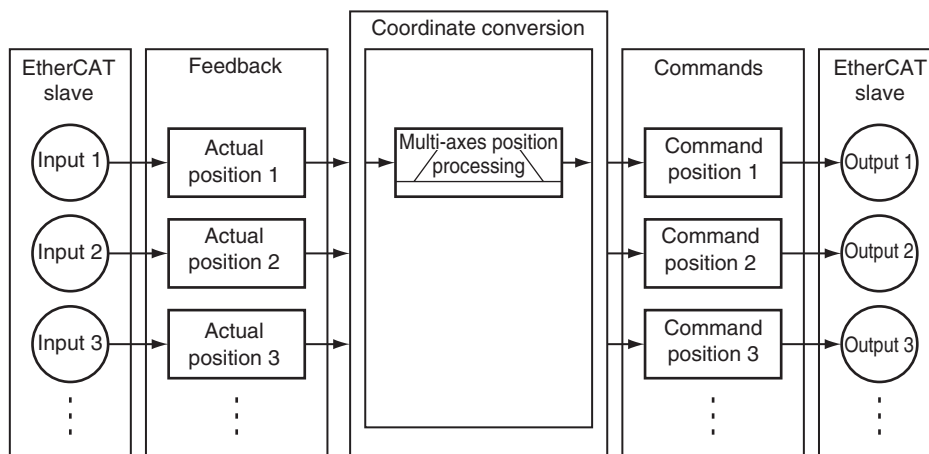 EtherCAT
slave
Input 1
Input 2
Input 3
Feedback
Actual
position 1
Actual
position 2
Actual
position 3
Coordinate conversion
Multi-axes position
processing
Commands
Command
position 1
Command
position 2
Command
position 3
EtherCAT
slave
Output 1
Output 2
Output 3